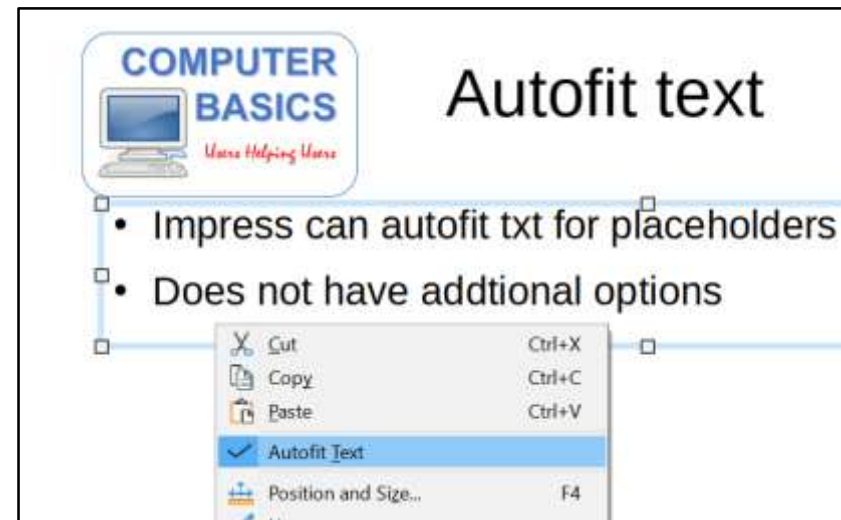 COMPUTER
BASICS
Users Helping Users
Autofit text
• Impress can autofit txt for placeholders
• Does not have addtional options
Cut Ctrl+X
Copy Ctrl+C
Paste Ctrl+V
Autofit Text
Position and Size... F4